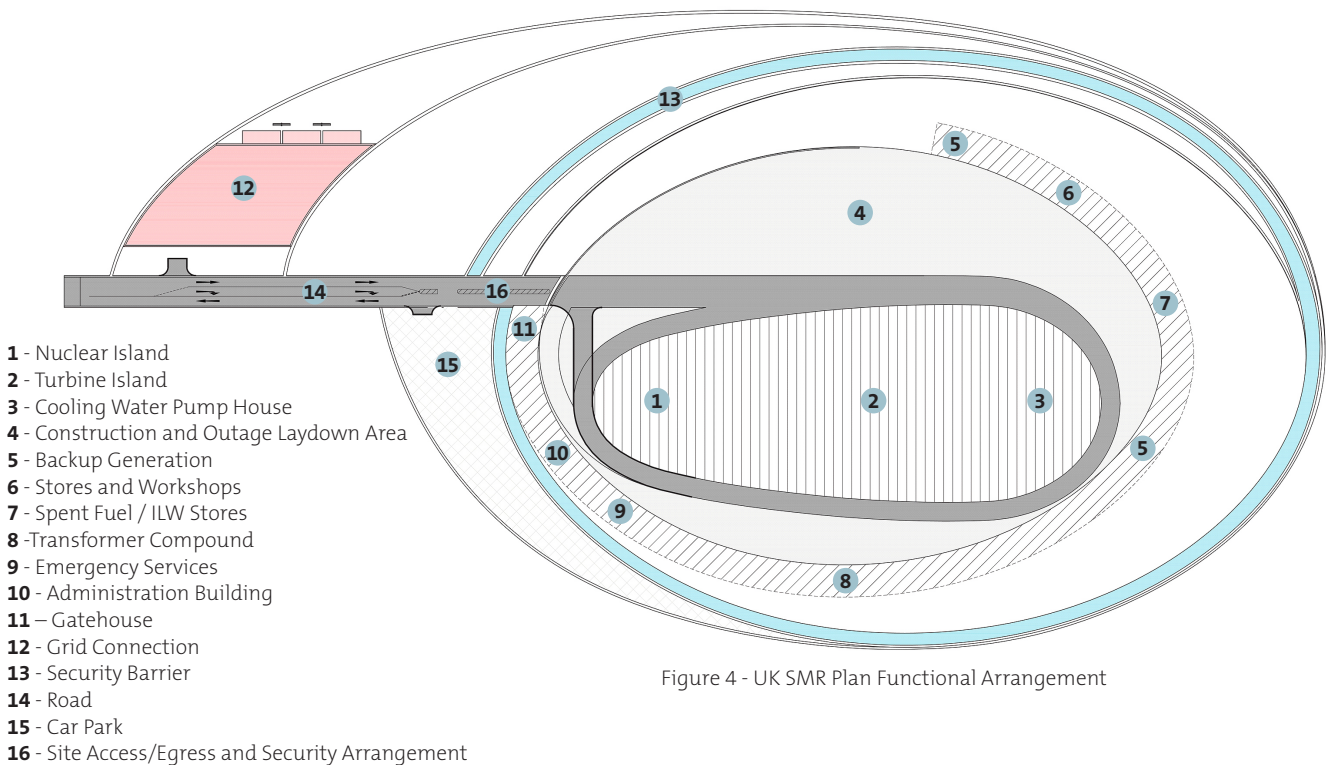 13
5
6
12
4
14
16
7
11
15
1
2
3
10
5
9
8
1 - Nuclear Island
2 - Turbine Island
3 - Cooling Water Pump House
4 - Construction and Outage Laydown Area
5 - Backup Generation
6 - Stores and Workshops
7 - Spent Fuel / ILW Stores
8 -Transformer Compound
9 - Emergency Services
10 - Administration Building
11 – Gatehouse
12 - Grid Connection
13 - Security Barrier
14 - Road
15 - Car Park
16 - Site Access/Egress and Security Arrangement
Figure 4 - UK SMR Plan Functional Arrangement